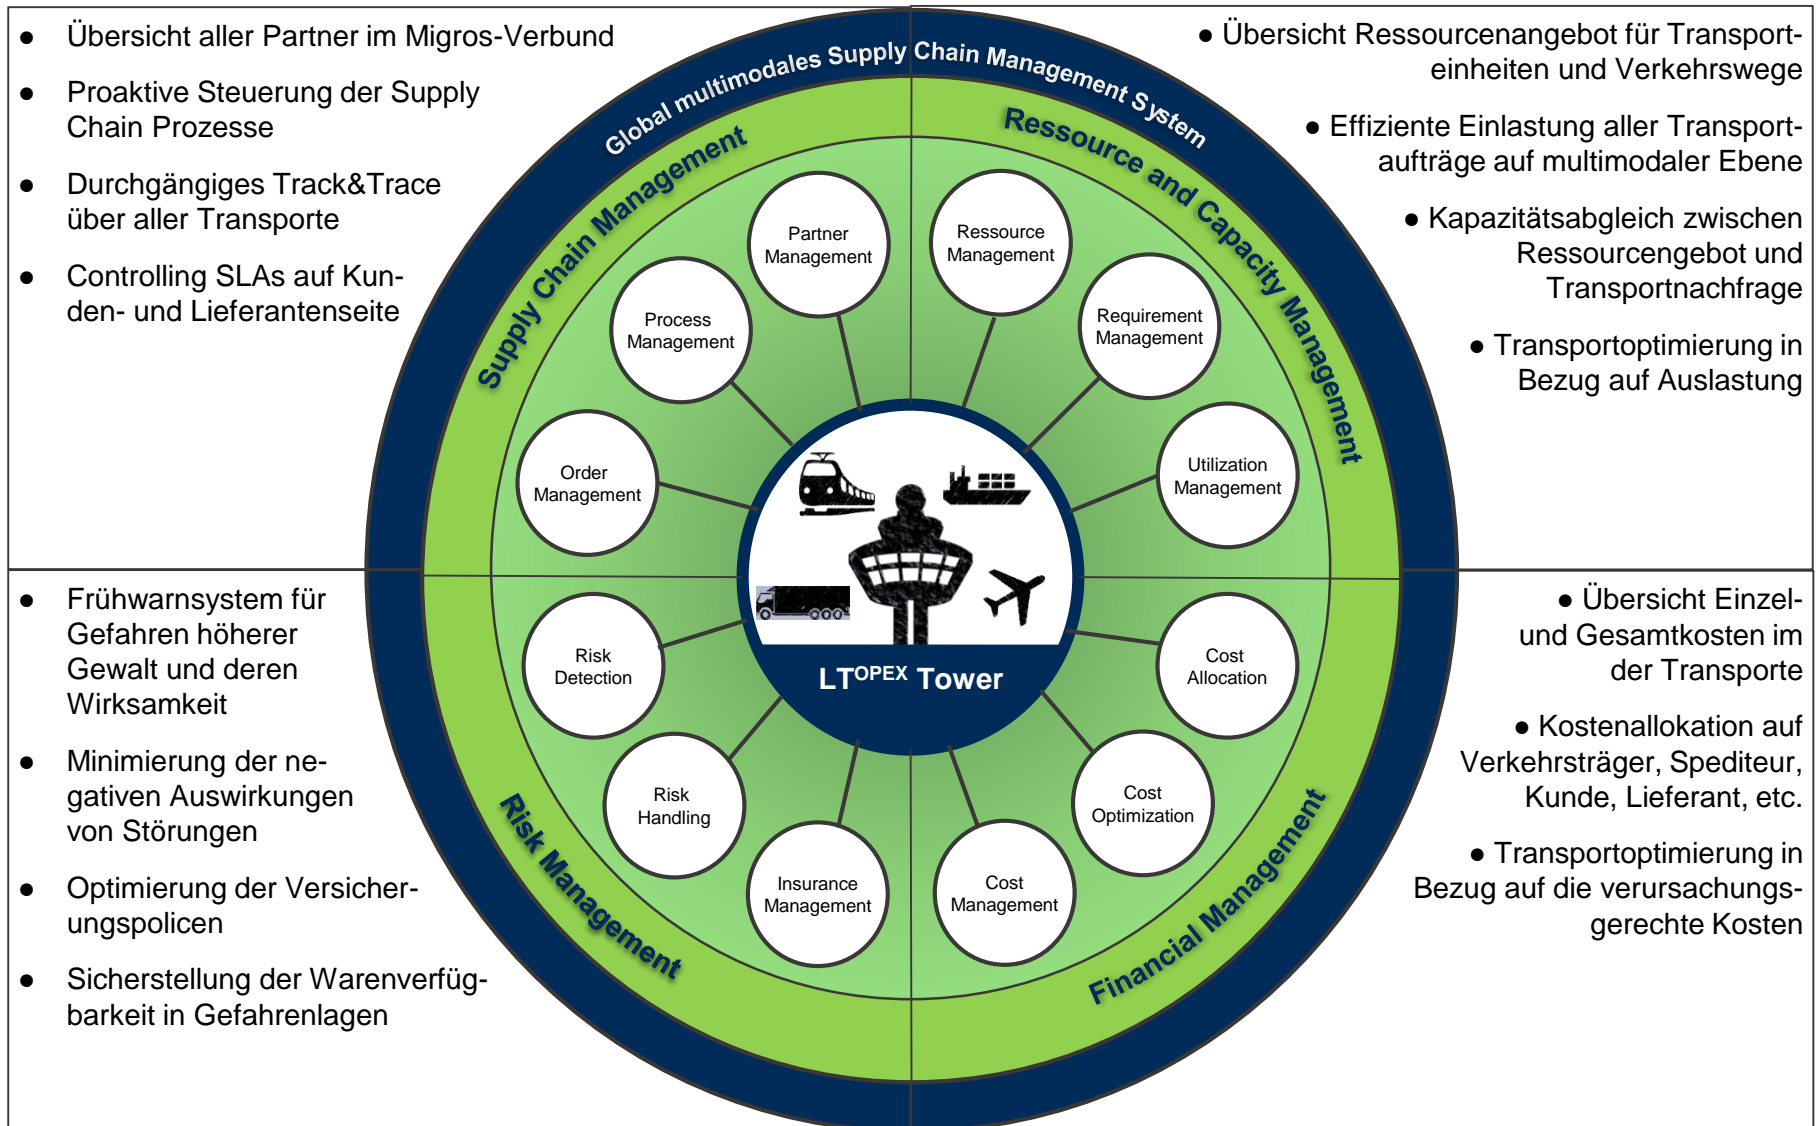 ● Übersicht aller Partner im Migros-Verbund
● Proaktive Steuerung der Supply
Chain Prozesse
● Durchgängiges Track&Trace
über aller Transporte
● Controlling SLAs auf Kun-
den- und Lieferantenseite
● Übersicht Ressourcenangebot für Transport-
einheiten und Verkehrswege
● Effiziente Einlastung aller Transport-
aufträge auf multimodaler Ebene
● Kapazitätsabgleich zwischen
Ressourcengebot und
Transportnachfrage
● Transportoptimierung in
Bezug auf Auslastung
Global multimodales Supply Chain Management System
Supply Chain Management
Ressource and Capacity Management
Partner
Management
Ressource
Management
Process
Management
Requirement
Management
Order
Management
Utilization
Management
LTOPEX Tower
Risk
Detection
Cost
Allocation
Risk
Handling
Cost
Optimization
Insurance
Management
Cost
Management
Risk Management
Financial Management
● Frühwarnsystem für
Gefahren höherer
Gewalt und deren
Wirksamkeit
● Minimierung der ne-
gativen Auswirkungen
von Störungen
● Optimierung der Versicher-
ungspolicen
● Sicherstellung der Warenverfüg-
barkeit in Gefahrenlagen
● Übersicht Einzel-
und Gesamtkosten im
der Transporte
● Kostenallokation auf
Verkehrsträger, Spediteur,
Kunde, Lieferant, etc.
● Transportoptimierung in
Bezug auf die verursachungs-
gerechte Kosten